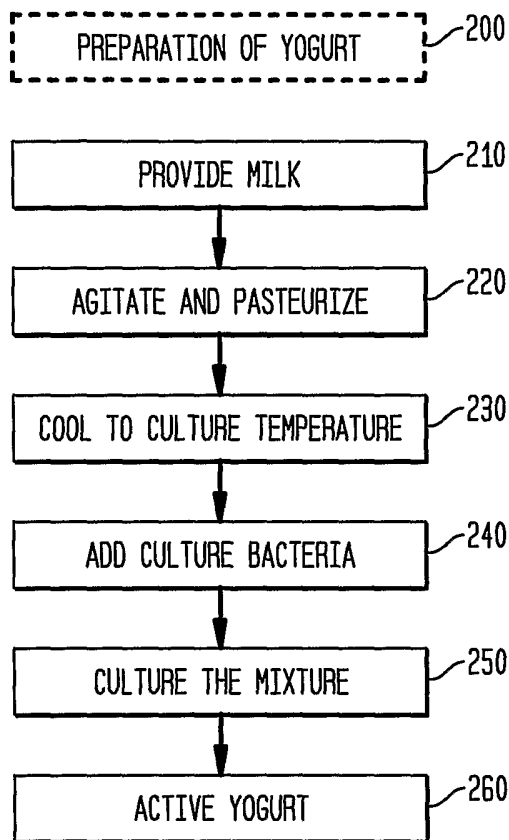 PREPARATION OF YOGURT 200
PROVIDE MILK 210
AGITATE AND PASTEURIZE 220
COOL TO CULTURE TEMPERATURE 230
ADD CULTURE BACTERIA 240
CULTURE THE MIXTURE 250
ACTIVE YOGURT 260